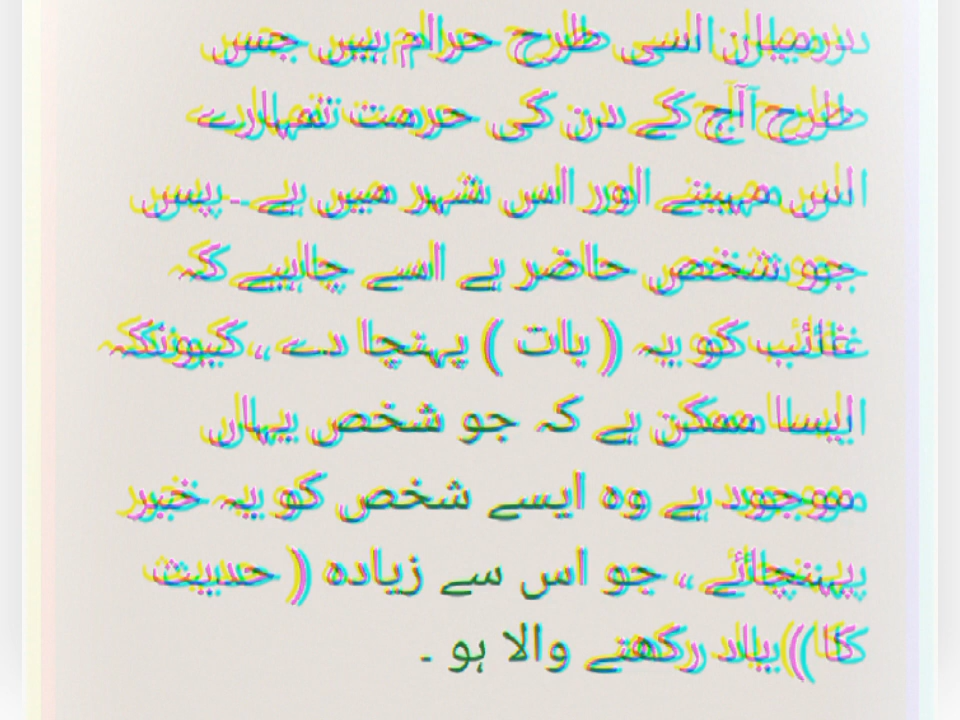 درمیان اسی طرح حرام ہیں جس
طرح آج کے دن کی حرمت تمہارے
اس مہینے اور اس شہر میں ہے ۔ پس
جو شخص حاضر ہے اسے چاہیے کہ
غائب کو یہ ( بات ) پہنچا دے ، کیونکہ
ایسا ممکن ہے کہ جو شخص یہاں
موجود ہے وہ ایسے شخص کو یہ خبر
پہنچائے ، جو اس سے زیادہ ( حدیث
کا ) یاد رکھنے والا ہو ۔